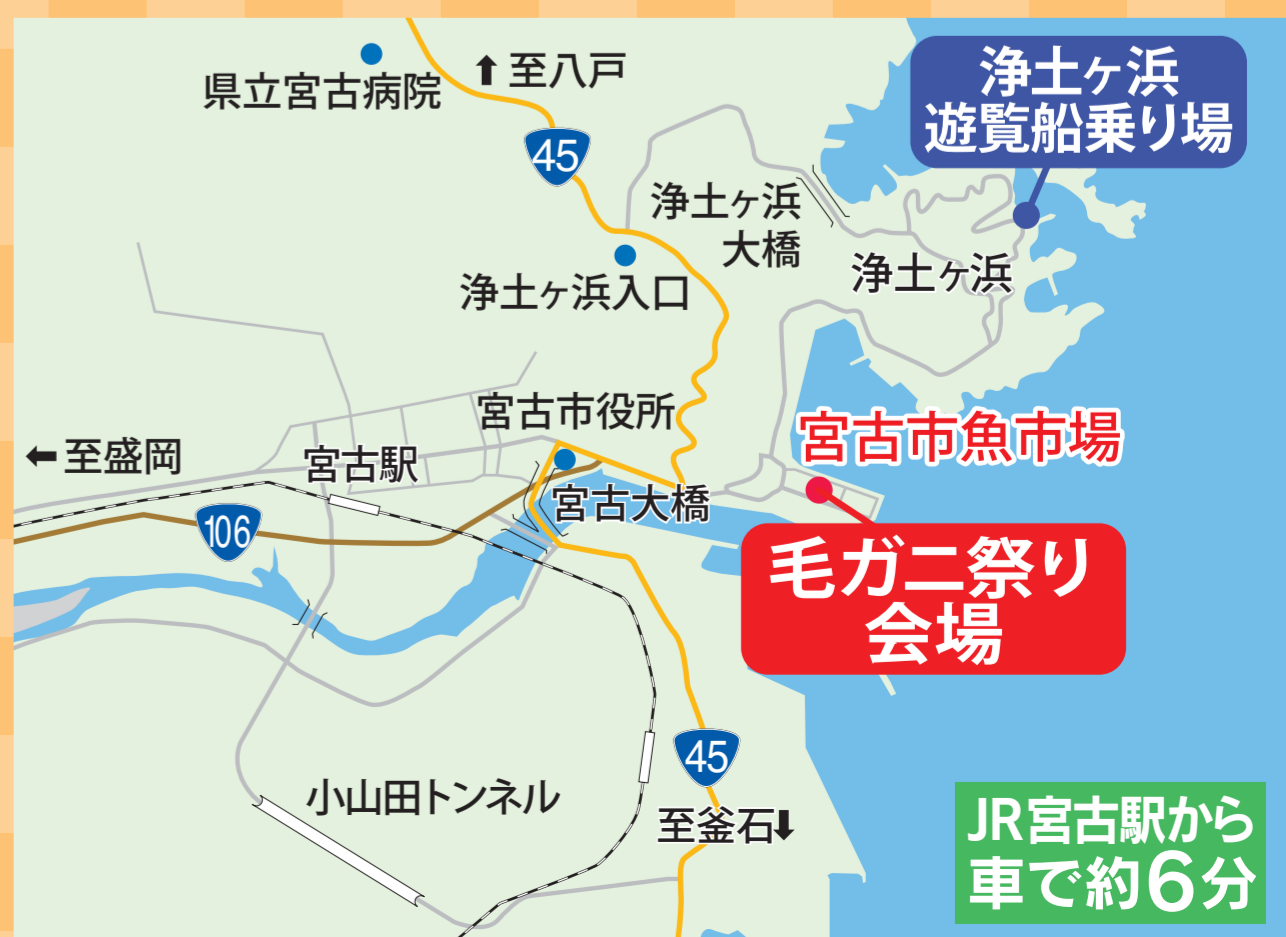 浄土ヶ浜
遊覧船乗り場
県立宮古病院
⬆至八戸
45
浄土ヶ浜
大橋
浄土ヶ浜
浄土ヶ浜入口
宮古市役所
宮古市魚市場
⬅至盛岡
宮古駅
宮古大橋
106
毛ガニ祭り
会場
45
小山田トンネル
至釜石⬇
JR宮古駅から
車で約6分